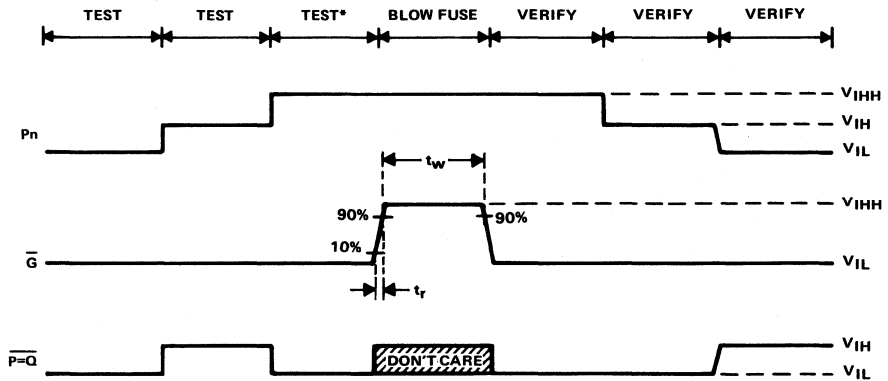 TEST TEST TEST* BLOW FUSE VERIFY VERIFY VERIFY
VIHH
VIH
Pn
VIL
tw
VIHH
90% 90%
10%
G
VIL
tr
VIH
P=Q
DON'T CARE
VIL